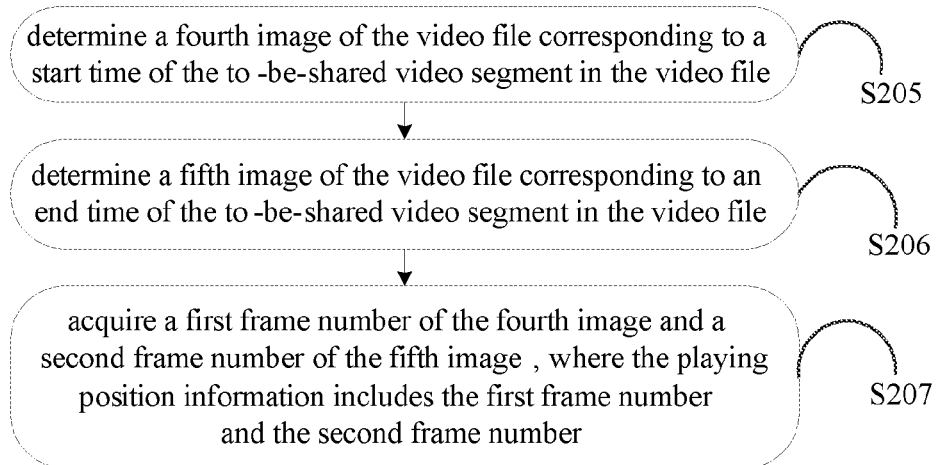 determine a fourth image of the video file corresponding to a
start time of the to -be-shared video segment in the video file
S205
determine a fifth image of the video file corresponding to an
end time of the to -be-shared video segment in the video file
S206
acquire a first frame number of the fourth image and a
second frame number of the fifth image , where the playing
position information includes the first frame number
and the second frame number
S207